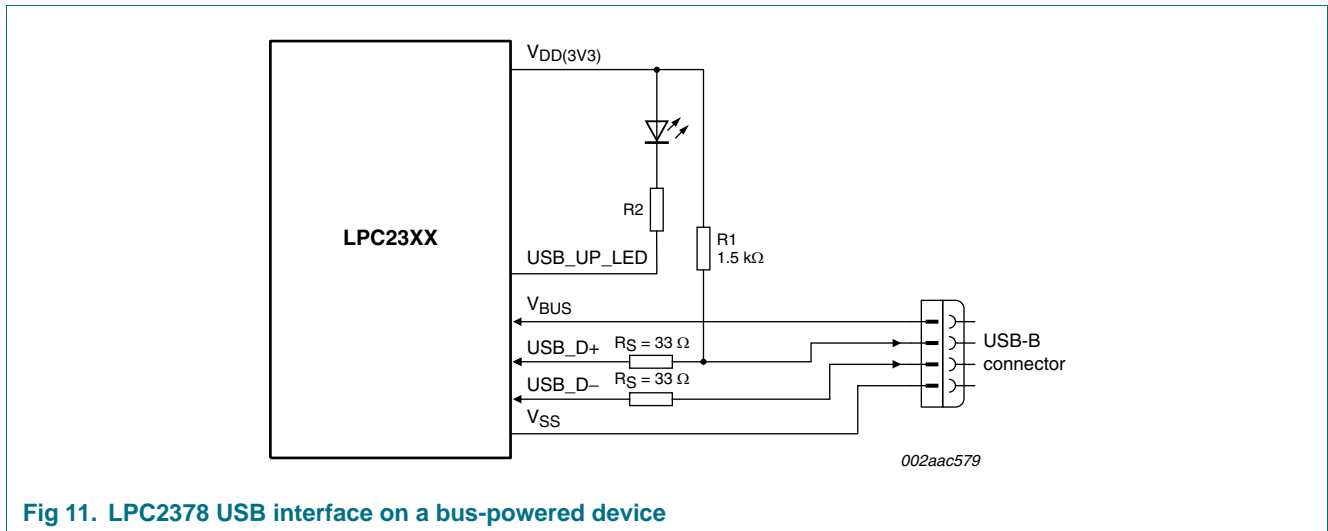 VDD(3V3)
R2
R1
1.5 kΩ
LPC23XX
USB_UP_LED
VBUS
USB_D+
RS = 33 Ω
USB_D−
RS = 33 Ω
VSS
USB-B
connector
002aac579
Fig 11. LPC2378 USB interface on a bus-powered device